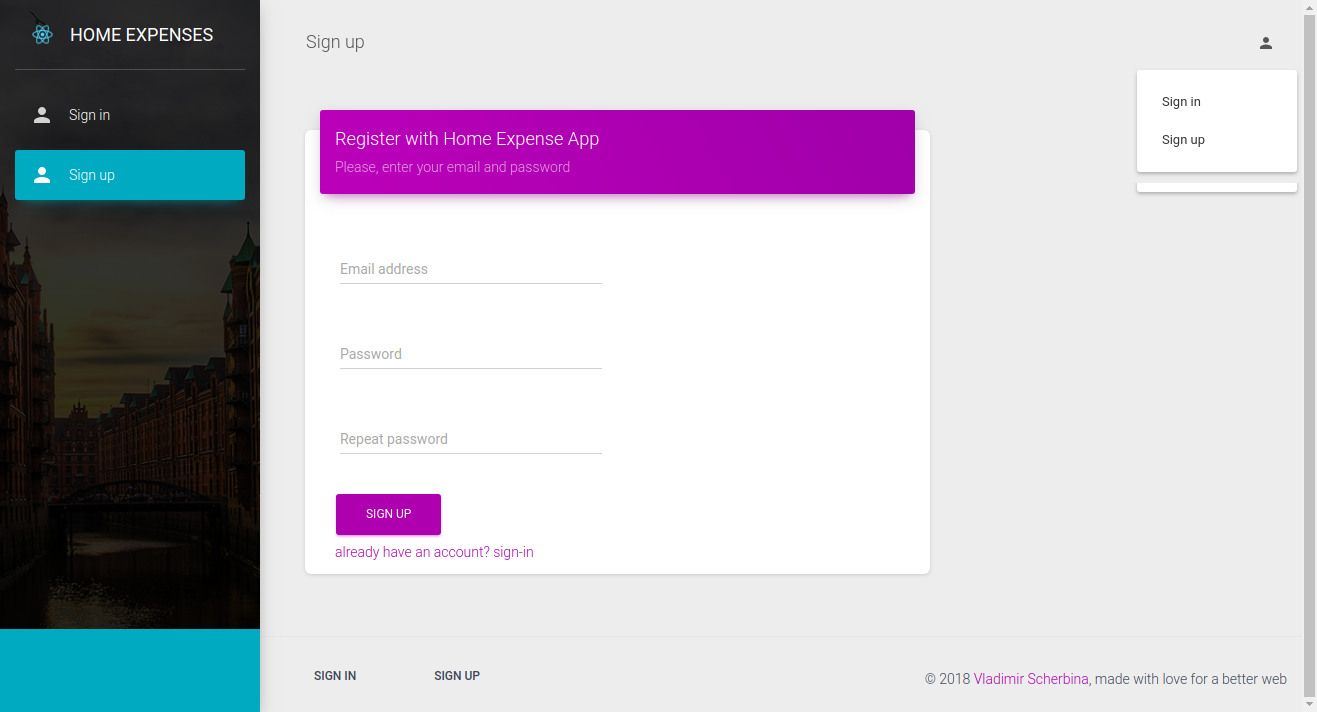 HOME EXPENSES
Sign in
Sign up
Sign up
Sign in
Sign up
Register with Home Expense App
Please, enter your email and password
Email address
Password
Repeat password
SIGN UP
already have an account? sign-in
SIGN IN
SIGN UP
© 2018 Vladimir Scherbina, made with love for a better web